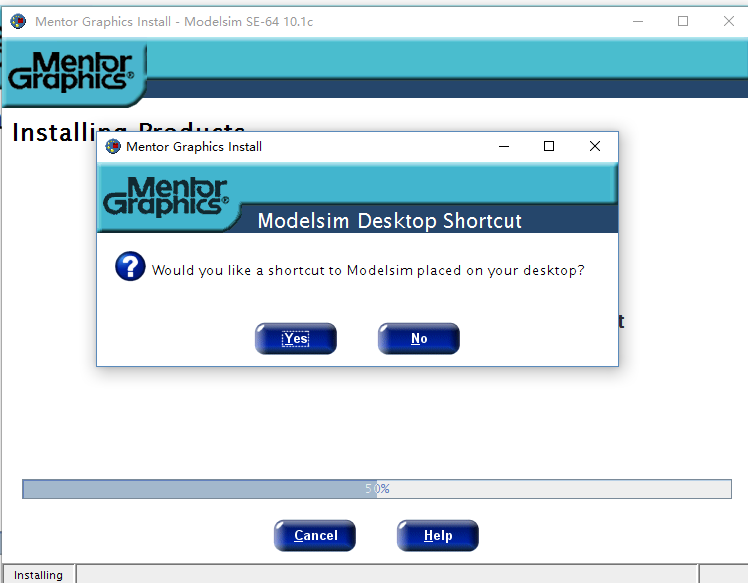 Mentor Graphics Install - Modelsim SE-64 10.1c
Mentor
Graphics®
Installing Products
Mentor Graphics Install
Mentor
Graphics®
Modelsim Desktop Shortcut
Would you like a shortcut to Modelsim placed on your desktop?
Yes
No
t
50%
Cancel
Help
Installing